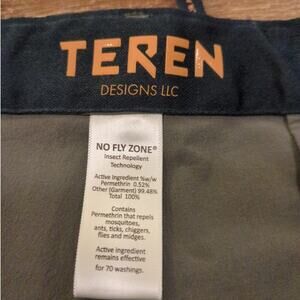 TEREN
DESIGNS LLC
NO FLY ZONE®
Insect Repellent
Technology
Active Ingredient %w/w
Permethrin 0.52%
Other (Garment) 99.48%
Total 100%
Contains
Permethrin that repels
mosquitoes,
ants, ticks, chiggers,
flies and midges.
Active ingredient
remains effective
for 70 washings.